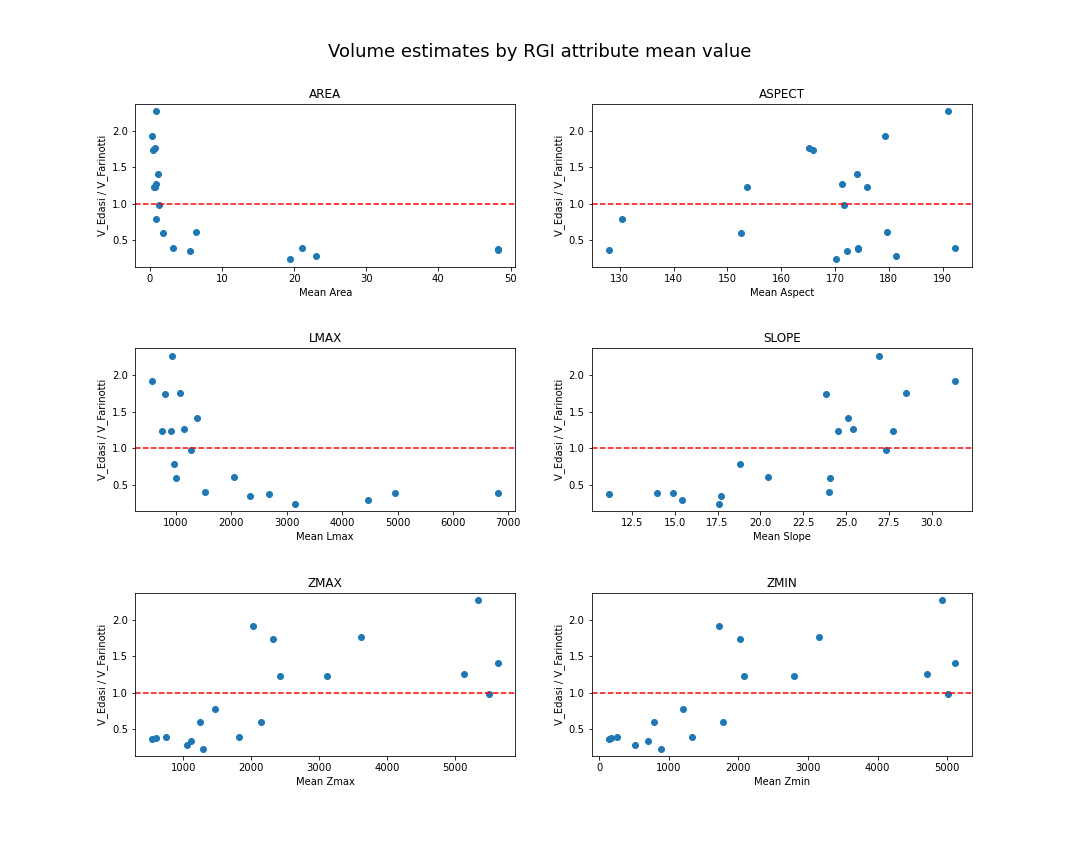 Volume estimates by RGI attribute mean value
AREA
V_Edasi / V_Farinotti
2.0
1.5
1.0
0.5
0 10 20 30 40 50
Mean Area
ASPECT
V_Edasi / V_Farinotti
2.0
1.5
1.0
0.5
130 140 150 160 170 180 190
Mean Aspect
LMAX
V_Edasi / V_Farinotti
2.0
1.5
1.0
0.5
1000 2000 3000 4000 5000 6000 7000
Mean Lmax
SLOPE
V_Edasi / V_Farinotti
2.0
1.5
1.0
0.5
12.5 15.0 17.5 20.0 22.5 25.0 27.5 30.0
Mean Slope
ZMAX
V_Edasi / V_Farinotti
2.0
1.5
1.0
0.5
1000 2000 3000 4000 5000
Mean Zmax
ZMIN
V_Edasi / V_Farinotti
2.0
1.5
1.0
0.5
0 1000 2000 3000 4000 5000
Mean Zmin